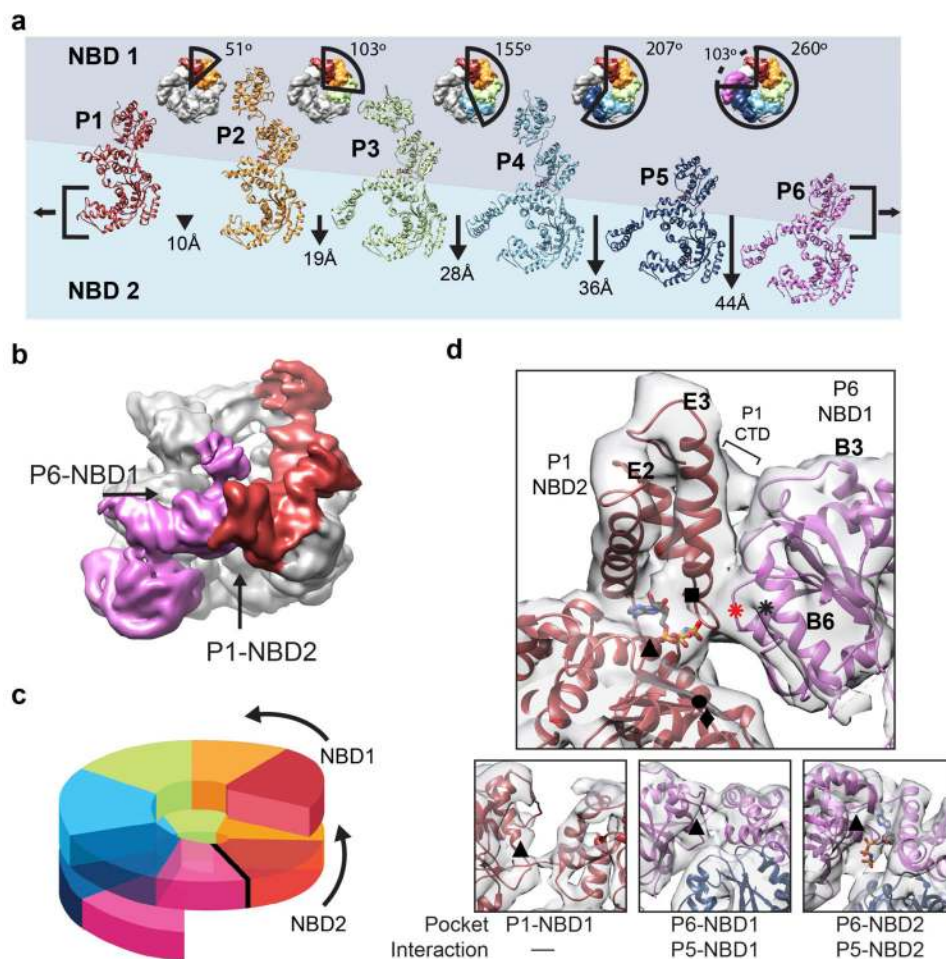 a
NBD 1
51°
103°
155°
207°
103°
260°
P1
P2
P3
P4
P5
P6
10Å
19Å
28Å
36Å
44Å
NBD 2
b
P6-NBD1
P1-NBD2
c
NBD1
NBD2
d
E3
P1
CTD
P6
NBD1
P1
NBD2
E2
B3
B6
Pocket P1-NBD1 P6-NBD1 P6-NBD2
Interaction — P5-NBD1 P5-NBD2